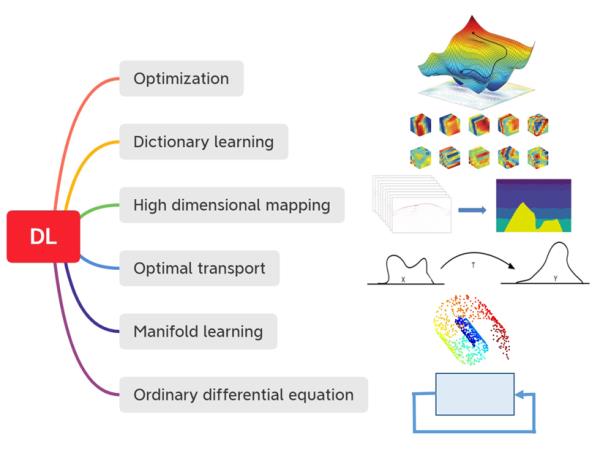 DL
Optimization
Dictionary learning
High dimensional mapping
Optimal transport
X
T
Y
Manifold learning
Ordinary differential equation